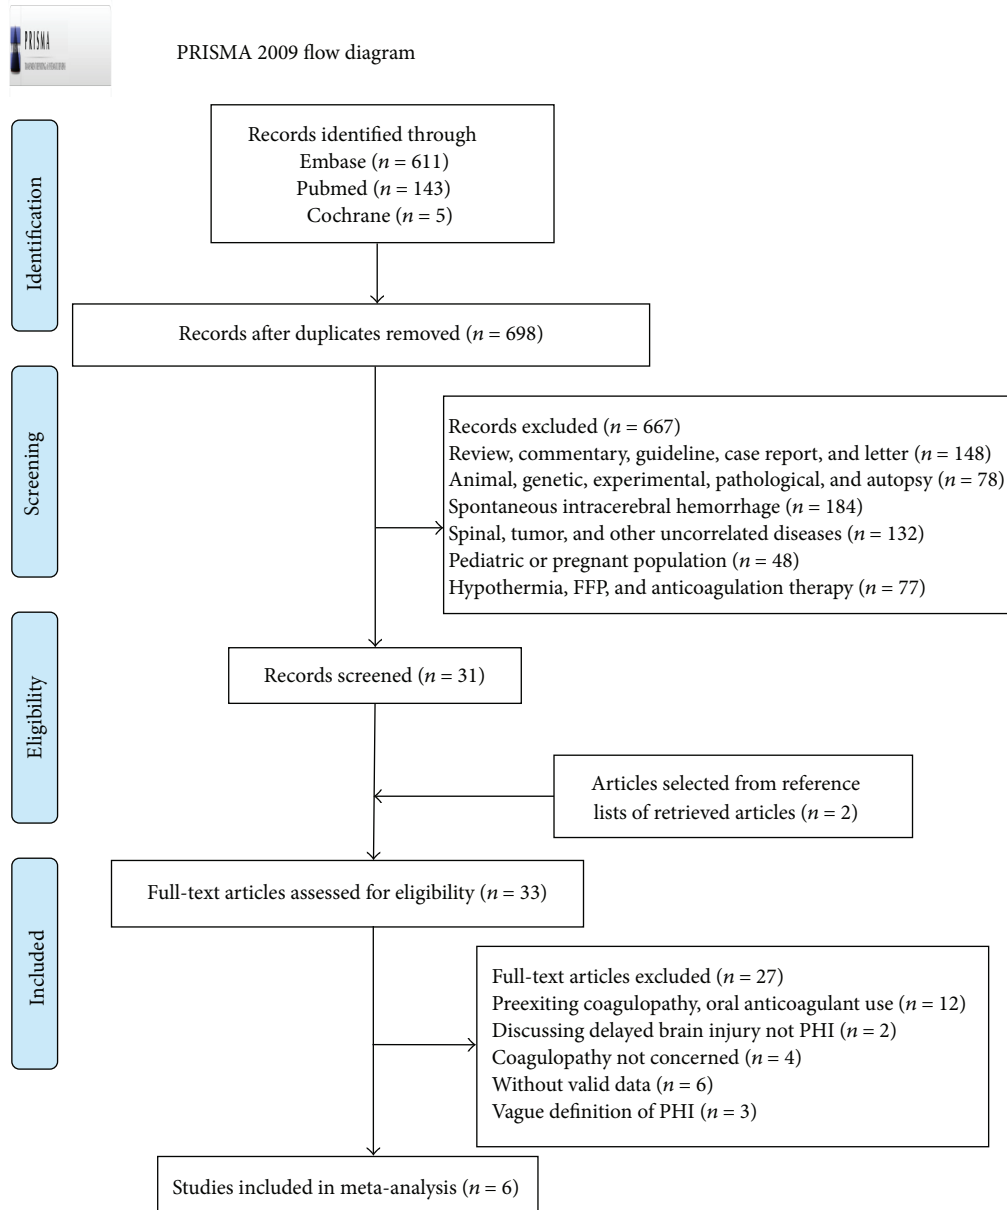 PRISMA
PRISMA 2009 flow diagram
Identification
Records identified through
Embase (n = 611)
Pubmed (n = 143)
Cochrane (n = 5)
Records after duplicates removed (n = 698)
Screening
Records excluded (n = 667)
Review, commentary, guideline, case report, and letter (n = 148)
Animal, genetic, experimental, pathological, and autopsy (n = 78)
Spontaneous intracerebral hemorrhage (n = 184)
Spinal, tumor, and other uncorrelated diseases (n = 132)
Pediatric or pregnant population (n = 48)
Hypothermia, FFP, and anticoagulation therapy (n = 77)
Eligibility
Records screened (n = 31)
Articles selected from reference
lists of retrieved articles (n = 2)
Included
Full-text articles assessed for eligibility (n = 33)
Full-text articles excluded (n = 27)
Preexiting coagulopathy, oral anticoagulant use (n = 12)
Discussing delayed brain injury not PHI (n = 2)
Coagulopathy not concerned (n = 4)
Without valid data (n = 6)
Vague definition of PHI (n = 3)
Studies included in meta-analysis (n = 6)